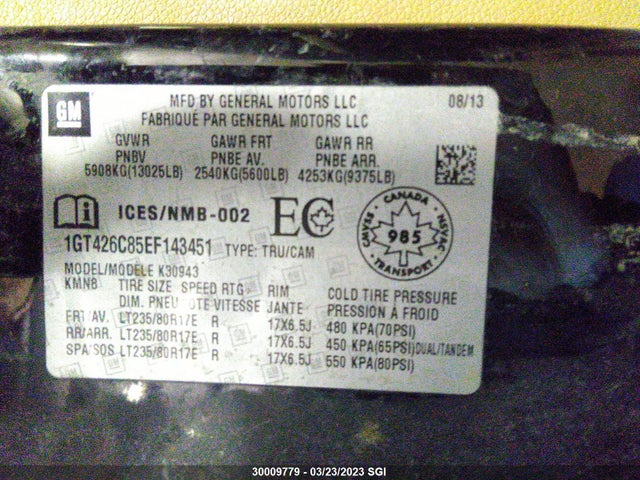 GM
MFD BY GENERAL MOTORS LLC 08/13
FABRIQUÉ PAR GENERAL MOTORS LLC
GVWR GAWR FRT GAWR RR
PNBV PNBE AV. PNBE ARR.
5908KG(13025LB) 2540KG(5600LB) 4253KG(9375LB)
ICES/NMB-002 EC
CANADA
CMVSS NSVAC
985
TRANSPORT
1GT426C85EF143451 TYPE: TRU/CAM
MODEL/MODELE K30943
KMN8 TIRE SIZE SPEED RTG RIM COLD TIRE PRESSURE
DIM. PNEU VITESSE JANTE PRESSION A FROID
FRT/AV. LT235/80R17E R 17X6.5J 480 KPA(70PSI)
RR/ARR. LT235/80R17E R 17X6.5J 450 KPA(65PSI)DUAL/TANDEM
SPA/SOS LT235/80R17E R 17X6.5J 550 KPA(80PSI)
30009779 - 03/23/2023 SGI